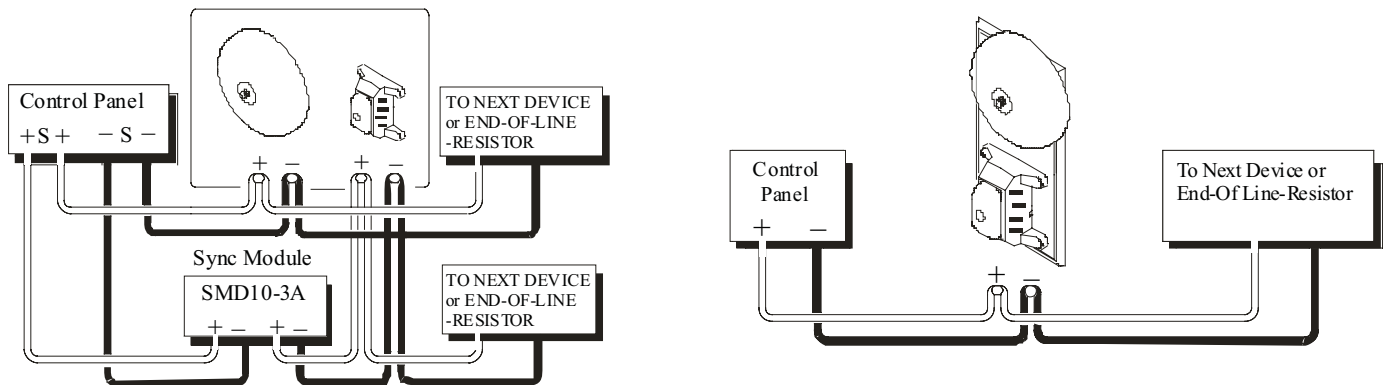 Control Panel
+S+ − S −
TO NEXT DEVICE
or END-OF-LINE
-RESISTOR
+ − + −
Sync Module
SMD10-3A
+ − + −
TO NEXT DEVICE
or END-OF-LINE
-RESISTOR
Control
Panel
+ −
To Next Device or
End-Of Line-Resistor
+ −